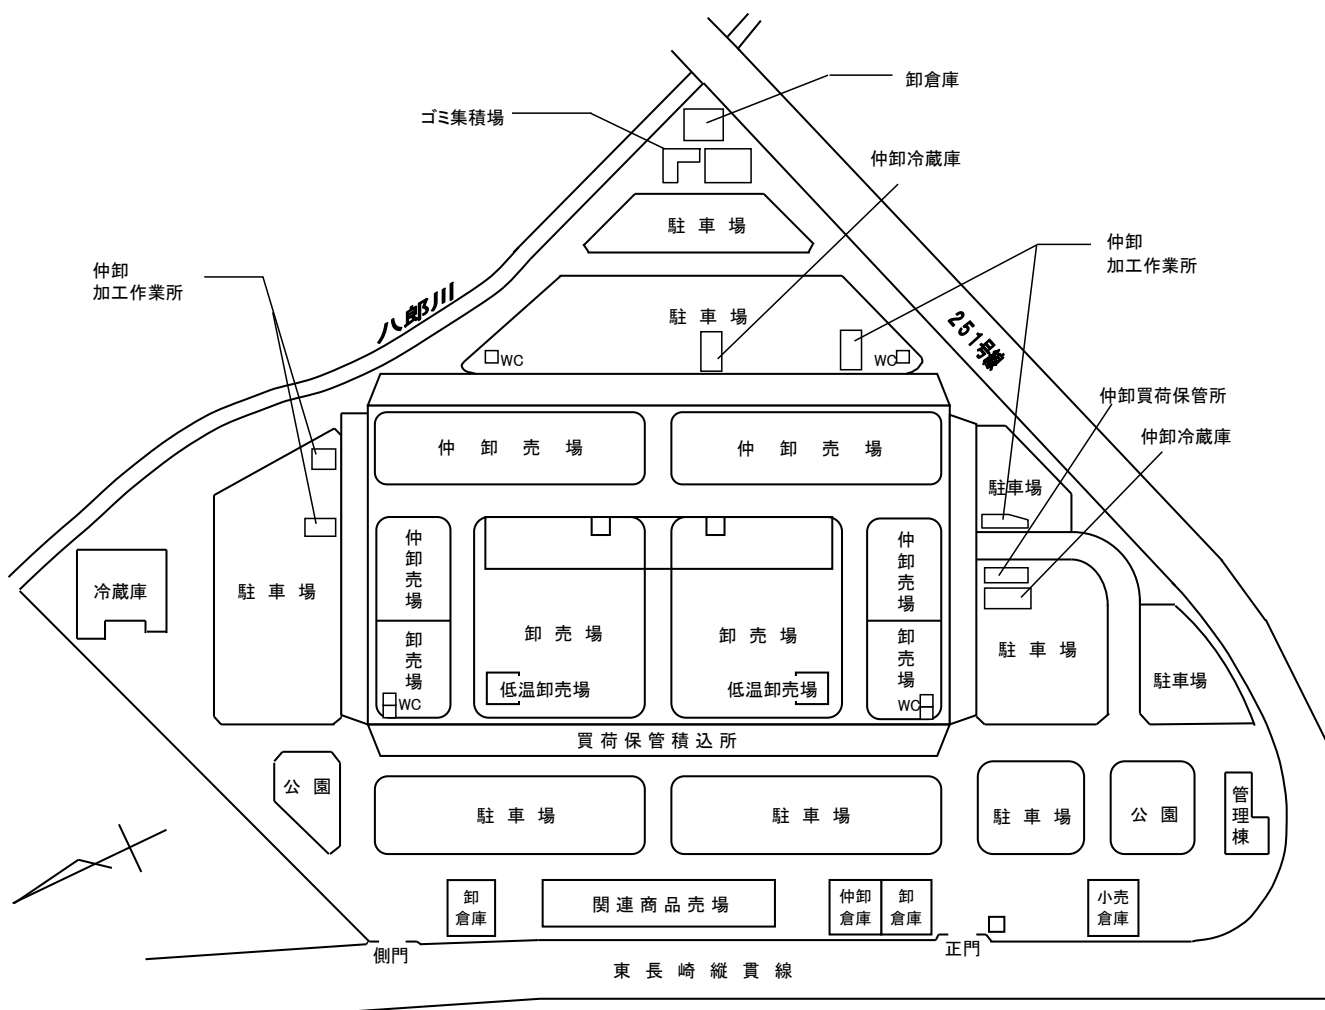 卸倉庫
ゴミ集積場
仲卸冷蔵庫
駐車場
仲卸
加工作業所
仲卸
加工作業所
八郎川
駐車場
251号線
WC
WC
仲卸買荷保管所
仲卸冷蔵庫
仲卸売場
仲卸売場
駐車場
仲卸売場
仲卸売場
冷蔵庫
駐車場
卸売場
卸売場
卸売場
卸売場
駐車場
駐車場
低温卸売場
低温卸売場
WC
WC
買荷保管積込所
公園
駐車場
駐車場
駐車場
公園
管理棟
卸
倉庫
関連商品売場
仲卸
倉庫
卸
倉庫
小売
倉庫
側門
正門
東長崎縦貫線